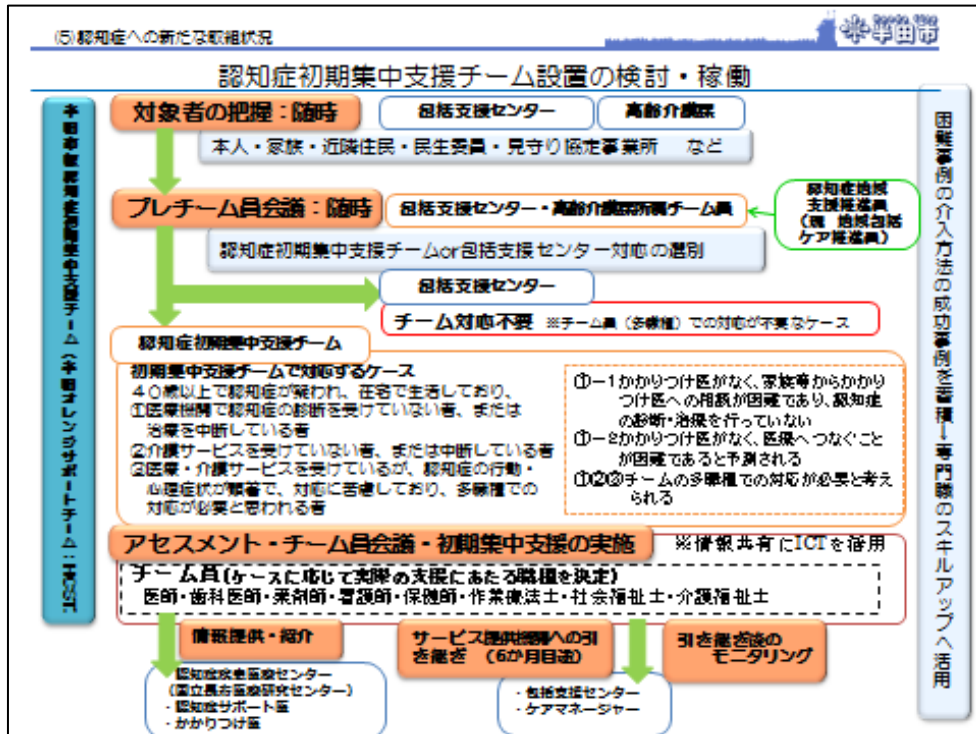 (5)認知症への新たな取組状況
半田市
認知症初期集中支援チーム設置の検討・稼働
対象者の把握：随時
包括支援センター
高齢介護課
本人・家族・近隣住民・民生委員・見守り協定事業所　など
プレチーム員会議：随時
包括支援センター・高齢介護課所属チーム員
認知症地域
支援推進員
(現 地域包括
ケア推進員)
認知症初期集中支援チームor包括支援センター対応の選別
包括支援センター
チーム対応不要 ※チーム員（多職種）での対応が不要なケース
認知症初期集中支援チーム
初期集中支援チームで対応するケース
４０歳以上で認知症が疑われ、在宅で生活しており、
①医療機関で認知症の診断を受けていない者、または
治療を中断している者
②介護サービスを受けていない者、または中断している者
③医療・介護サービスを受けているが、認知症の行動・
心理症状が顕著で、対応に苦慮しており、多職種での
対応が必要と思われる者
①－１かかりつけ医がなく、家族等からかかり
つけ医への相談が困難であり、認知症
の診断・治療を行っていない
①－２かかりつけ医がなく、医療へつなぐこと
が困難であると予測される
①②③チームの多職種での対応が必要と考え
られる
アセスメント・チーム員会議・初期集中支援の実施
※情報共有にICTを活用
チーム員(ケースに応じて実際の支援にあたる職種を決定)
医師・歯科医師・薬剤師・看護師・保健師・作業療法士・社会福祉士・介護福祉士
情報提供・紹介
サービス提供機関への引
き継ぎ （6か月目途）
引き継ぎ後の
モニタリング
・認知症疾患医療センター
(国立長寿医療研究センター)
・認知症サポート医
・かかりつけ医
・包括支援センター
・ケアマネージャー
困難事例の介入方法の成功事例を蓄積→専門職のスキルアップへ活用